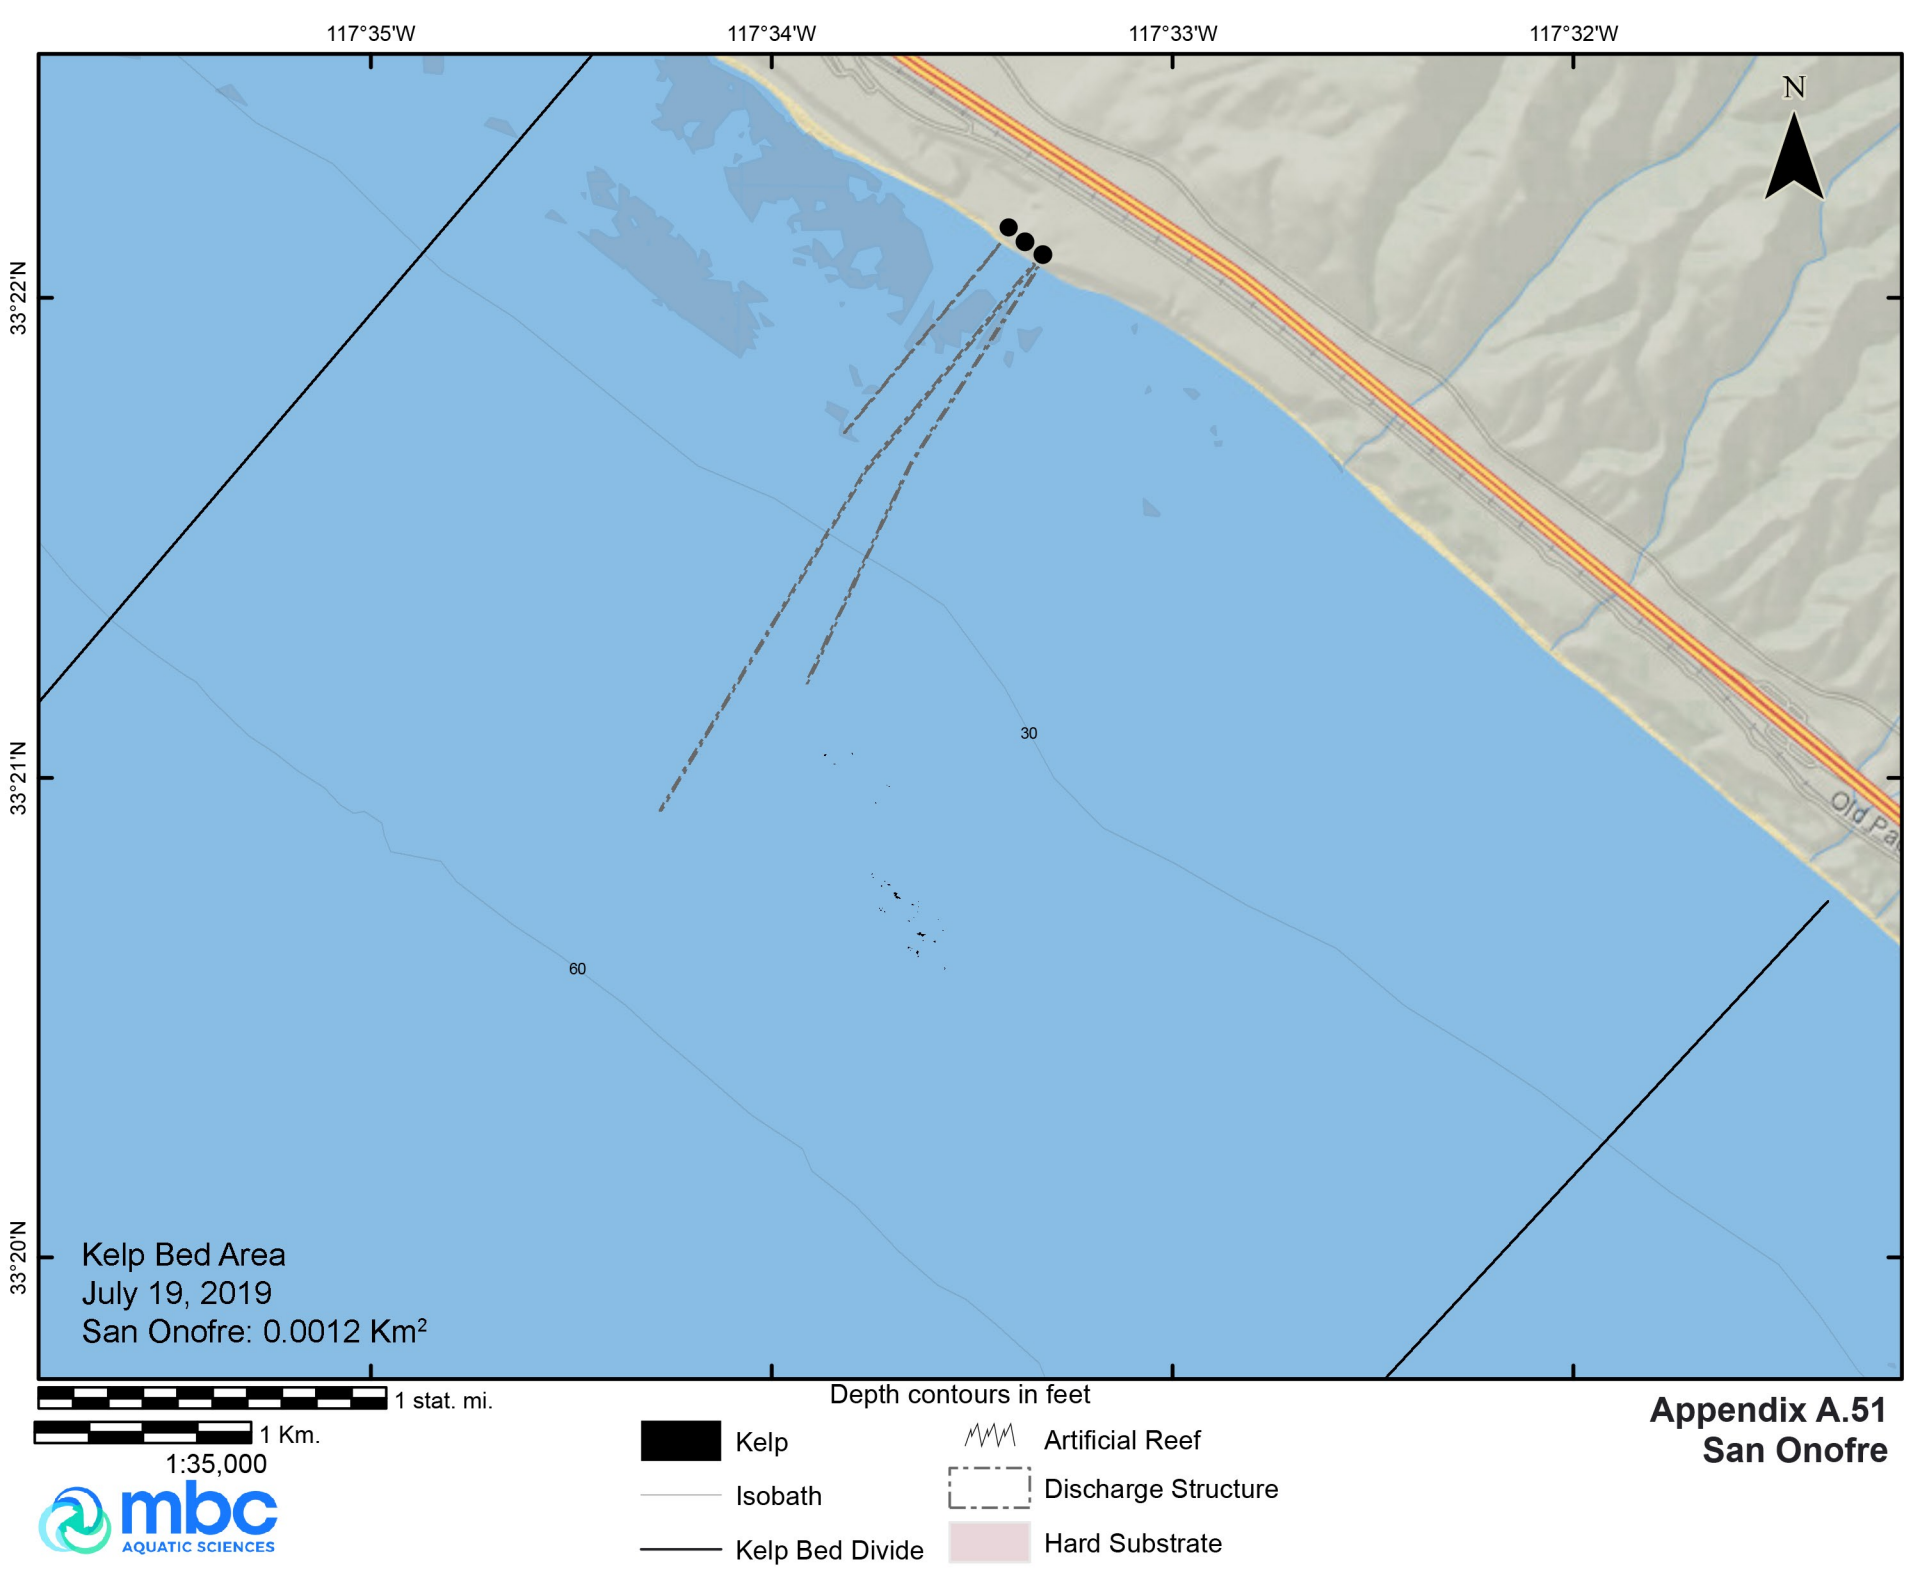 117°35'W
117°34'W
117°33'W
117°32'W
N
33°22'N
33°21'N
33°20'N
30
60
Old Pa
Kelp Bed Area
July 19, 2019
San Onofre: 0.0012 Km²
1 stat. mi.
1 Km.
1:35,000
mbc
AQUATIC SCIENCES
Depth contours in feet
Kelp
Isobath
Kelp Bed Divide
Artificial Reef
Discharge Structure
Hard Substrate
Appendix A.51
San Onofre